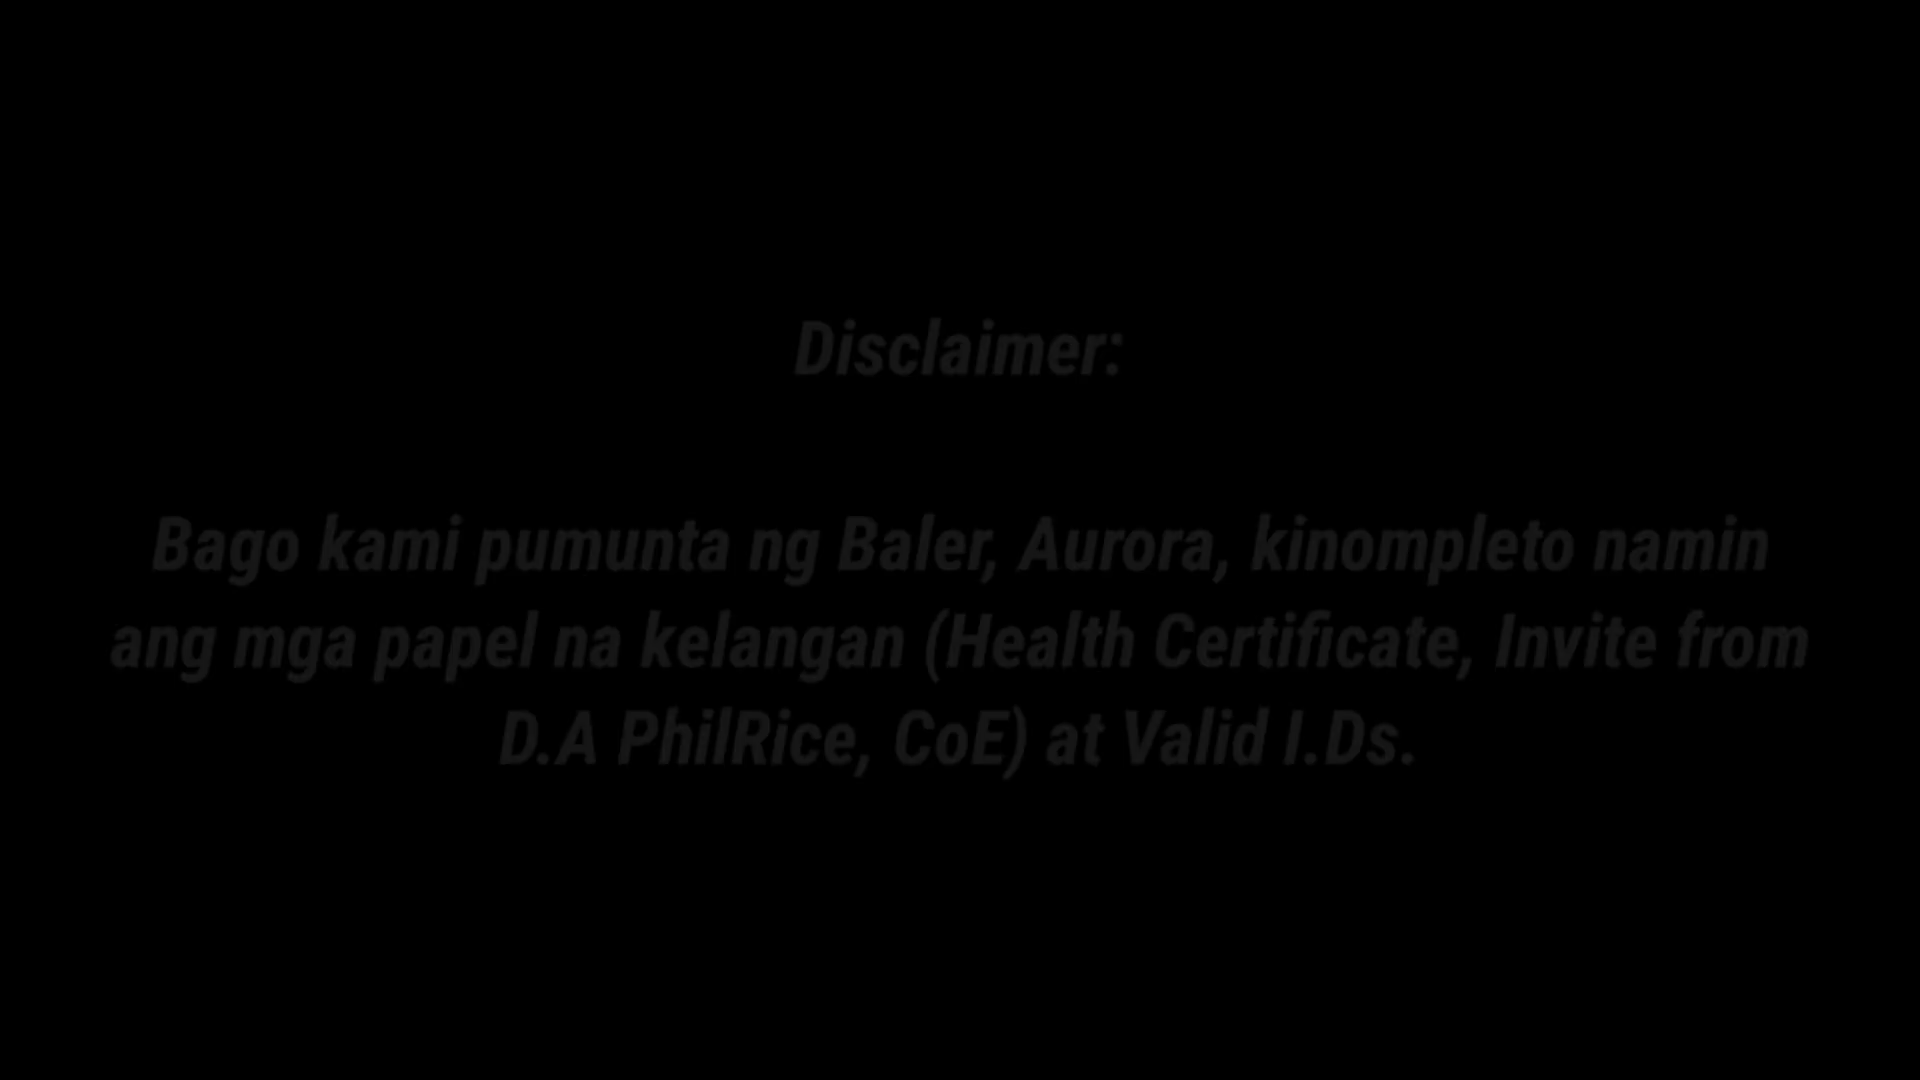 Disclaimer:
Bago kami pumunta ng Baler, Aurora, kinompleto namin
ang mga papel na kelangan (Health Certificate, Invite from
D.A PhilRice, CoE) at Valid I.Ds.